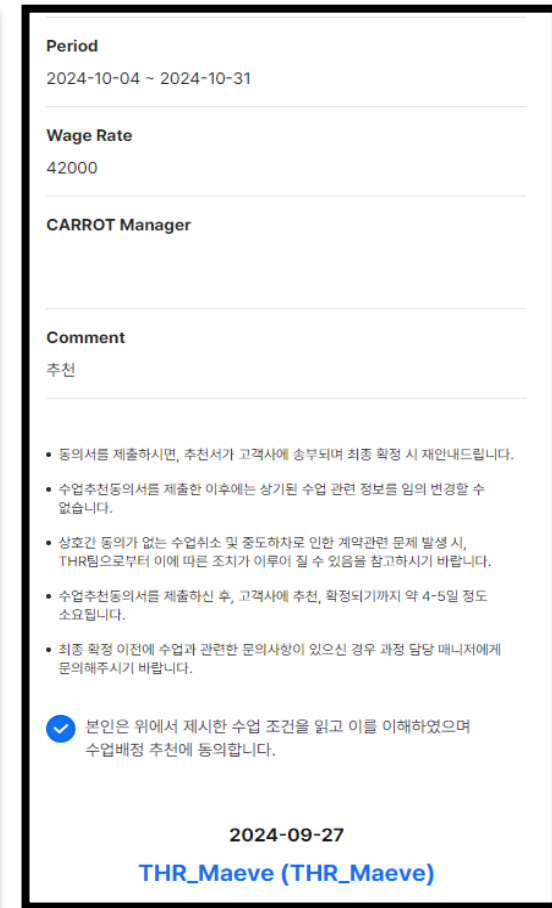 Period
2024-10-04 ~ 2024-10-31
Wage Rate
42000
CARROT Manager
Comment
추천
• 동의서를 제출하시면, 추천서가 고객사에 송부되며 최종 확정 시 재안내드립니다.
• 수업추천동의서를 제출한 이후에는 상기된 수업 관련 정보를 임의 변경할 수
없습니다.
• 상호간 동의가 없는 수업취소 및 중도하차로 인한 계약관련 문제 발생 시,
THR팀으로부터 이에 따른 조치가 이루어 질 수 있음을 참고하시기 바랍니다.
• 수업추천동의서를 제출하신 후, 고객사에 추천, 확정되기까지 약 4-5일 정도
소요됩니다.
• 최종 확정 이전에 수업과 관련한 문의사항이 있으신 경우 과정 담당 매니저에게
문의해주시기 바랍니다.
본인은 위에서 제시한 수업 조건을 읽고 이를 이해하였으며
수업배정 추천에 동의합니다.
2024-09-27
THR_Maeve (THR_Maeve)